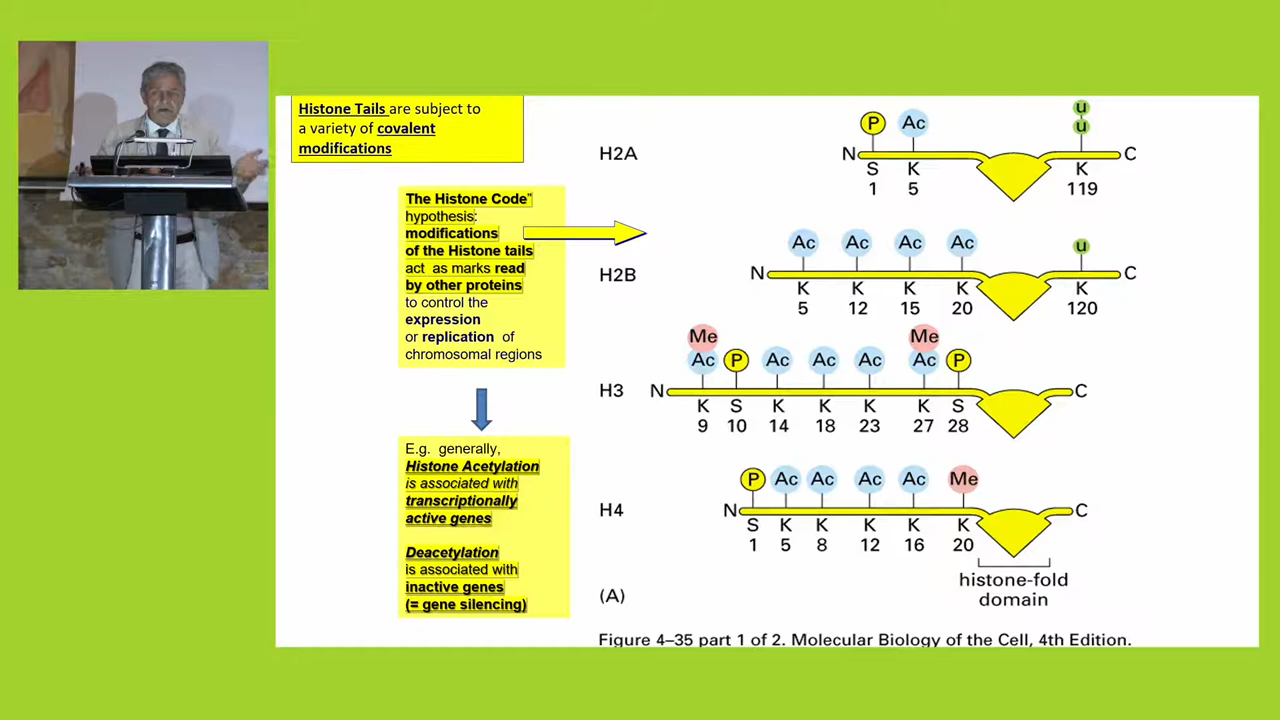 Histone Tails are subject to
a variety of covalent
modifications
The Histone Code"
hypothesis:
modifications
of the Histone tails
act as marks read
by other proteins
to control the
expression
or replication of
chromosomal regions
E.g. generally,
Histone Acetylation
is associated with
transcriptionally
active genes
Deacetylation
is associated with
inactive genes
(= gene silencing)
u
P Ac u
H2A N C
S K K
1 5 119
Ac Ac Ac Ac u
H2B N C
K K K K K
5 12 15 20 120
Me Me
Ac P Ac Ac Ac Ac P
H3 N C
K S K K K K S
9 10 14 18 23 27 28
P Ac Ac Ac Ac Me
H4 N C
S K K K K K
1 5 8 12 16 20
histone-fold
domain
(A)
Figure 4–35 part 1 of 2. Molecular Biology of the Cell, 4th Edition.